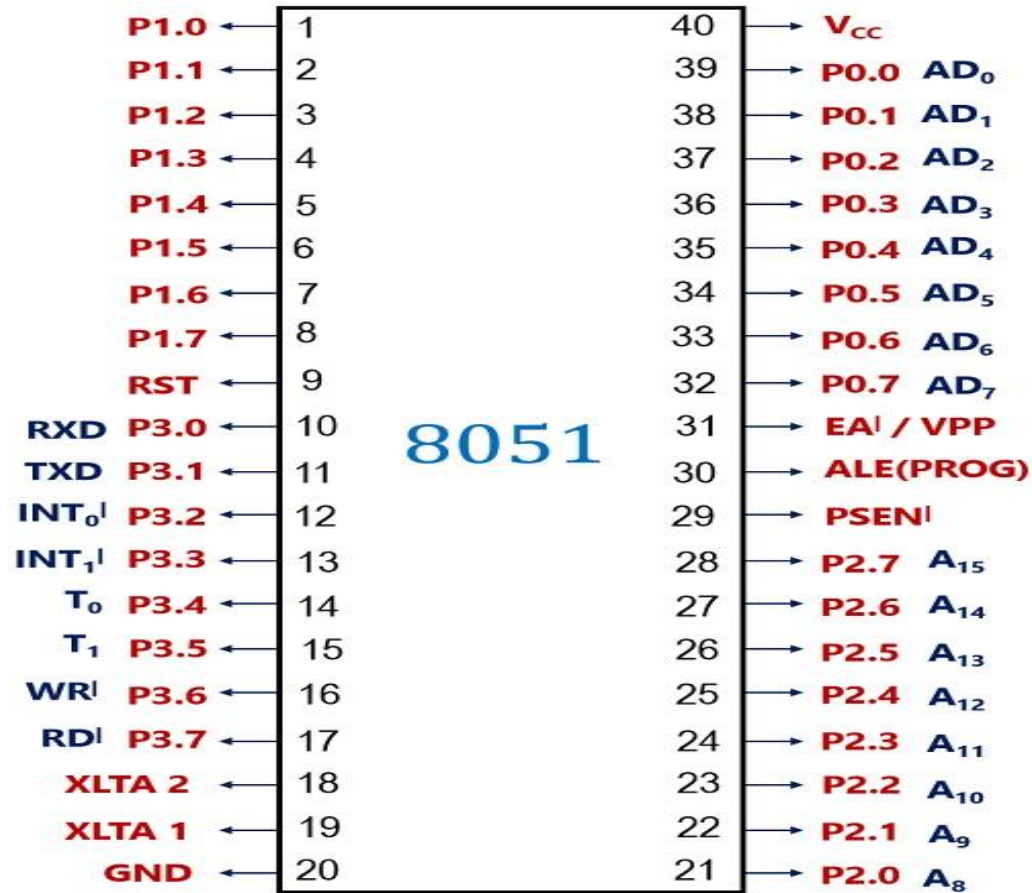 P1.0 1 40 V_CC
P1.1 2 39 P0.0 AD₀
P1.2 3 38 P0.1 AD₁
P1.3 4 37 P0.2 AD₂
P1.4 5 36 P0.3 AD₃
P1.5 6 35 P0.4 AD₄
P1.6 7 34 P0.5 AD₅
P1.7 8 33 P0.6 AD₆
RST 9 32 P0.7 AD₇
RXD P3.0 10 8051 31 EA| / VPP
TXD P3.1 11 30 ALE(PROG)
INT₀| P3.2 12 29 PSEN|
INT₁| P3.3 13 28 P2.7 A₁₅
T₀ P3.4 14 27 P2.6 A₁₄
T₁ P3.5 15 26 P2.5 A₁₃
WR| P3.6 16 25 P2.4 A₁₂
RD| P3.7 17 24 P2.3 A₁₁
XLTA 2 18 23 P2.2 A₁₀
XLTA 1 19 22 P2.1 A₉
GND 20 21 P2.0 A₈